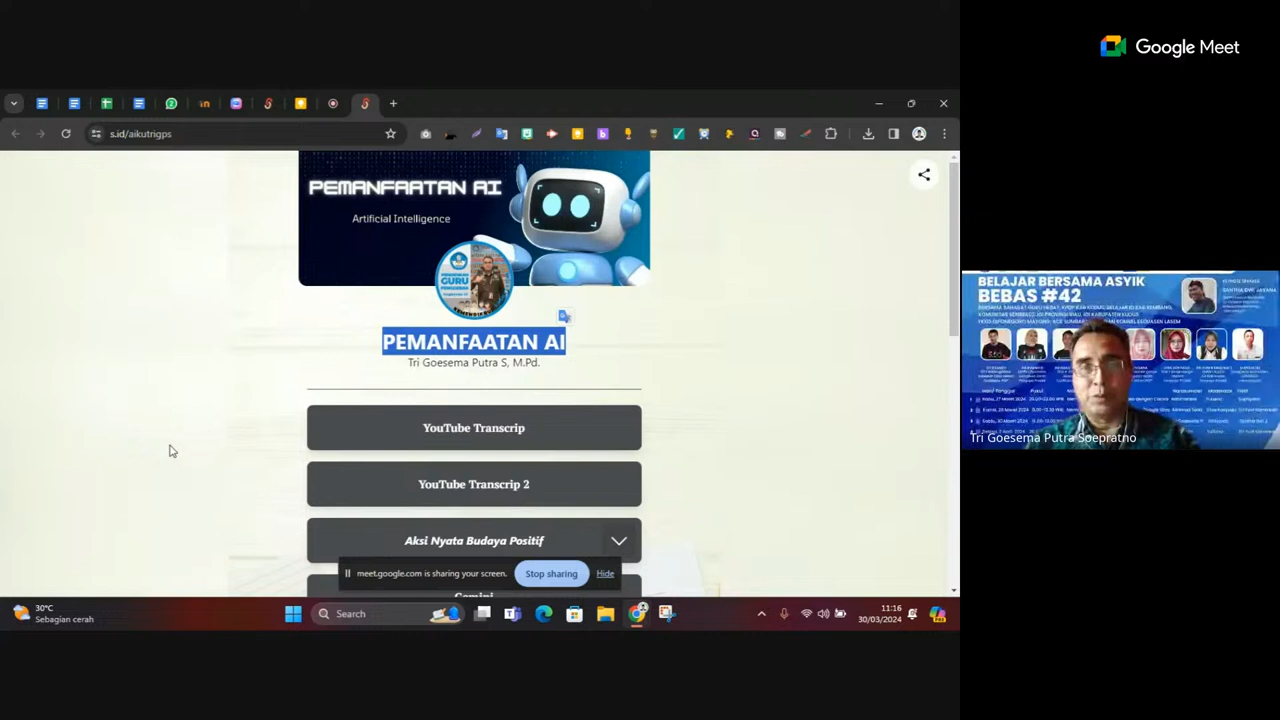 Google Meet
s.id/aikutrigps
PEMANFAATAN AI
Artificial Intelligence
PEMANFAATAN AI
Tri Goesema Putra S, M.Pd.
YouTube Transcrip
YouTube Transcrip 2
Aksi Nyata Budaya Positif
meet.google.com is sharing your screen.
Stop sharing
Hide
Gemini
30°C
Sebagian cerah
Search
11:16
30/03/2024
BELAJAR BERSAMA ASYIK
BEBAS #42
Tri Goesema Putra Soepratno